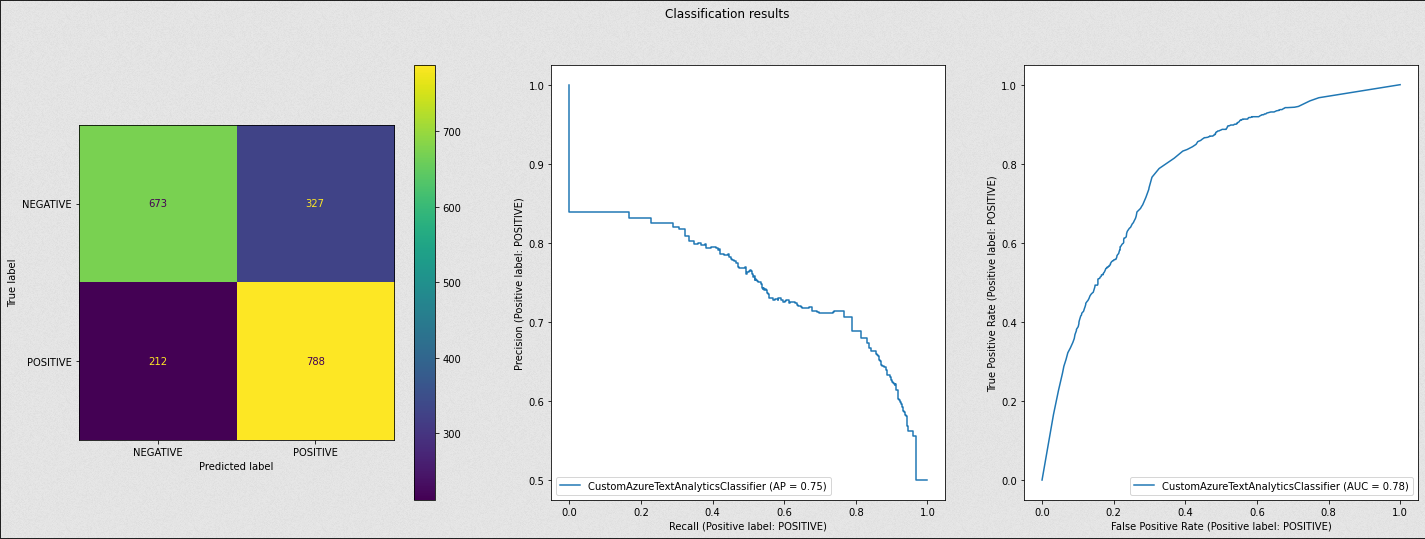 Classification results
NEGATIVE
POSITIVE
True label
673
327
212
788
NEGATIVE
POSITIVE
Predicted label
700
600
500
400
300
Precision (Positive label: POSITIVE)
1.0
0.9
0.8
0.7
0.6
0.5
CustomAzureTextAnalyticsClassifier (AP = 0.75)
0.0
0.2
0.4
0.6
0.8
1.0
Recall (Positive label: POSITIVE)
True Positive Rate (Positive label: POSITIVE)
1.0
0.8
0.6
0.4
0.2
0.0
CustomAzureTextAnalyticsClassifier (AUC = 0.78)
0.0
0.2
0.4
0.6
0.8
1.0
False Positive Rate (Positive label: POSITIVE)